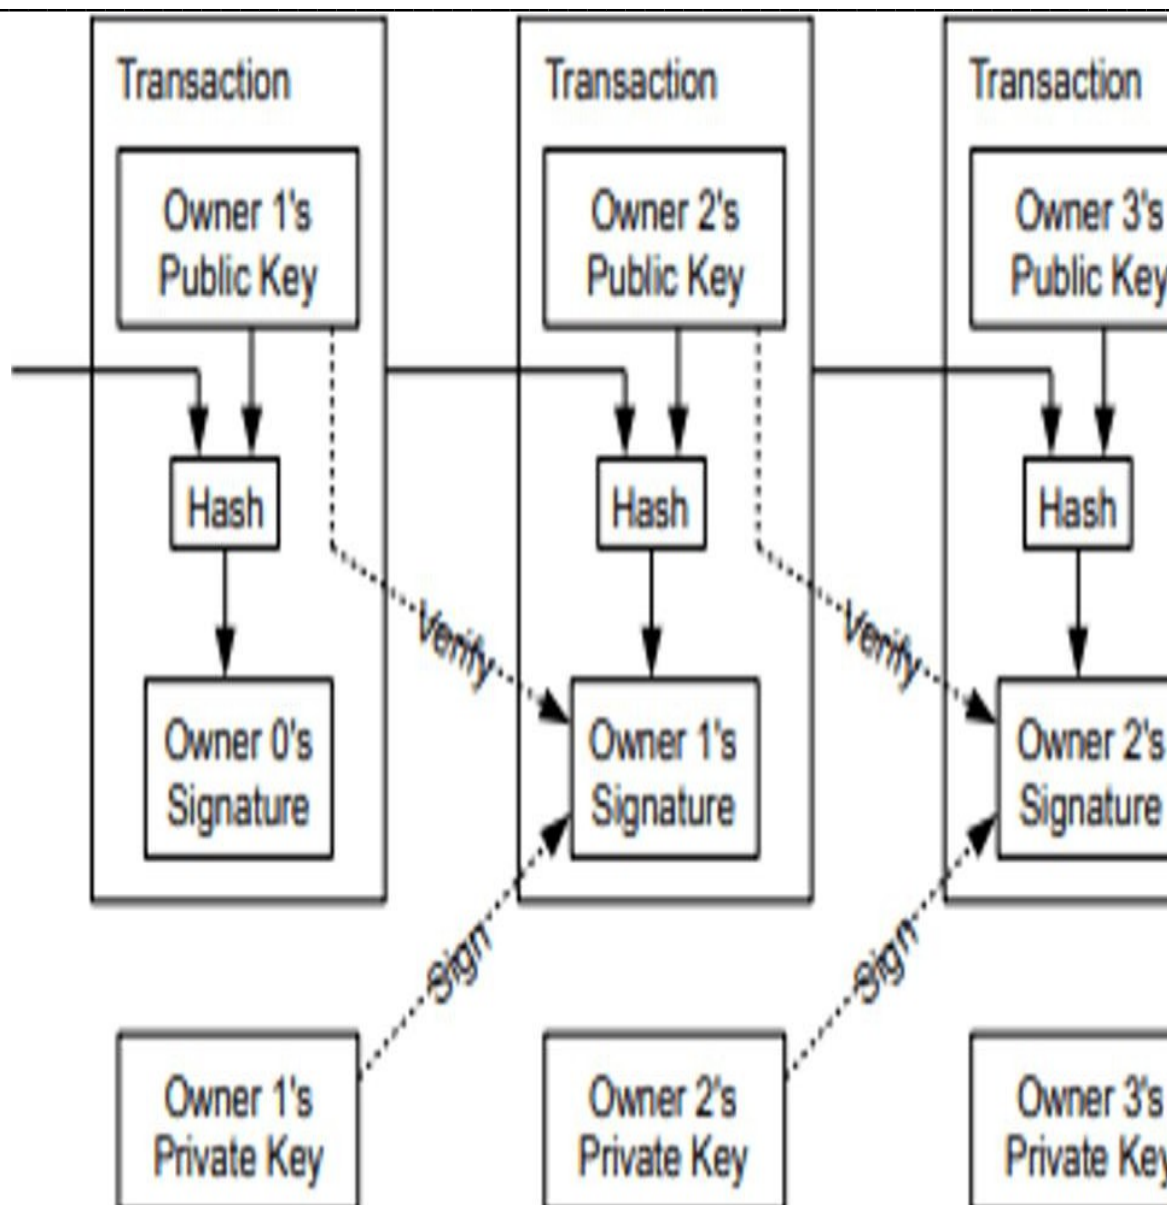 Transaction
Transaction
Transaction
Owner 1's
Public Key
Owner 2's
Public Key
Owner 3's
Public Key
Hash
Hash
Hash
Verify
Verify
Owner 0's
Signature
Owner 1's
Signature
Owner 2's
Signature
Sign
Sign
Owner 1's
Private Key
Owner 2's
Private Key
Owner 3's
Private Key